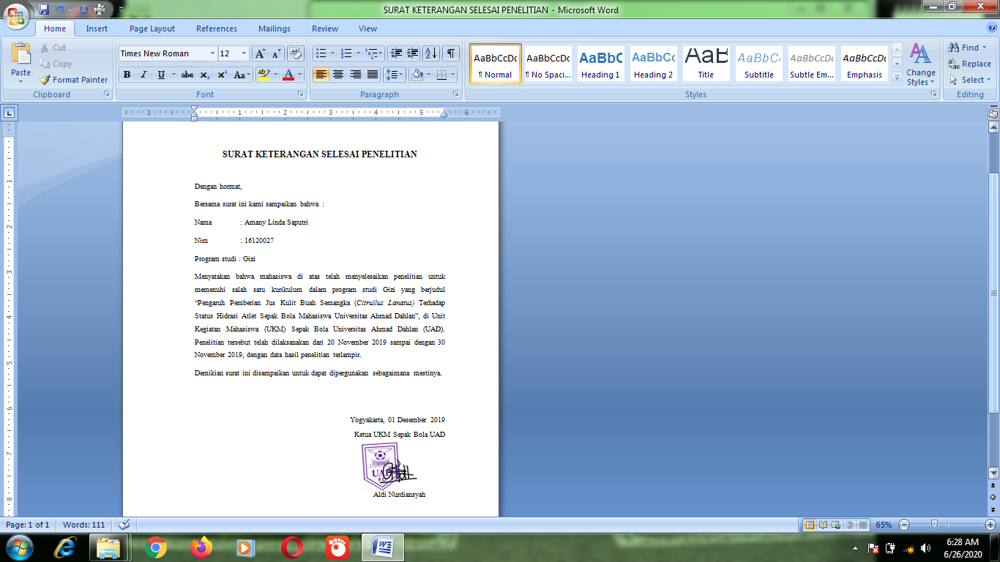 SURAT KETERANGAN SELESAI PENELITIAN - Microsoft Word
Home Insert Page Layout References Mailings Review View
Paste
Cut
Copy
Format Painter
Clipboard
Times New Roman 12
Font
Paragraph
AaBbCcDc AaBbCcDc AaBbC AaBbCc AaB AaBbCc AaBbCcDc AaBbCcDc
¶ Normal ¶ No Spaci... Heading 1 Heading 2 Title Subtitle Subtle Em... Emphasis
Change Styles
Styles
Find
Replace
Select
Editing
SURAT KETERANGAN SELESAI PENELITIAN
Dengan hormat,
Bersama surat ini kami sampaikan bahwa :
Nama : Amany Linda Saputri
Nim : 16120027
Program studi : Gizi
Menyatakan bahwa mahasiswa di atas telah menyelesaikan penelitian untuk
memenuhi salah satu kurikulum dalam program studi Gizi yang berjudul
“Pengaruh Pemberian Jus Kulit Buah Semangka (Citrullus Lanatus) Terhadap
Status Hidrasi Atlet Sepak Bola Mahasiswa Universitas Ahmad Dahlan”, di Unit
Kegiatan Mahasiswa (UKM) Sepak Bola Universitas Ahmad Dahlan (UAD).
Penelitian tersebut telah dilaksanakan dari 20 November 2019 sampai dengan 30
November 2019, dengan data hasil penelitian terlampir.
Demikian surat ini disampaikan untuk dapat dipergunakan sebagaimana mestinya.
Yogyakarta, 01 Desember 2019
Ketua UKM Sepak Bola UAD
UAD
F.C
Aldi Nurdiansyah
Page: 1 of 1 Words: 111 65%
6:28 AM
6/26/2020